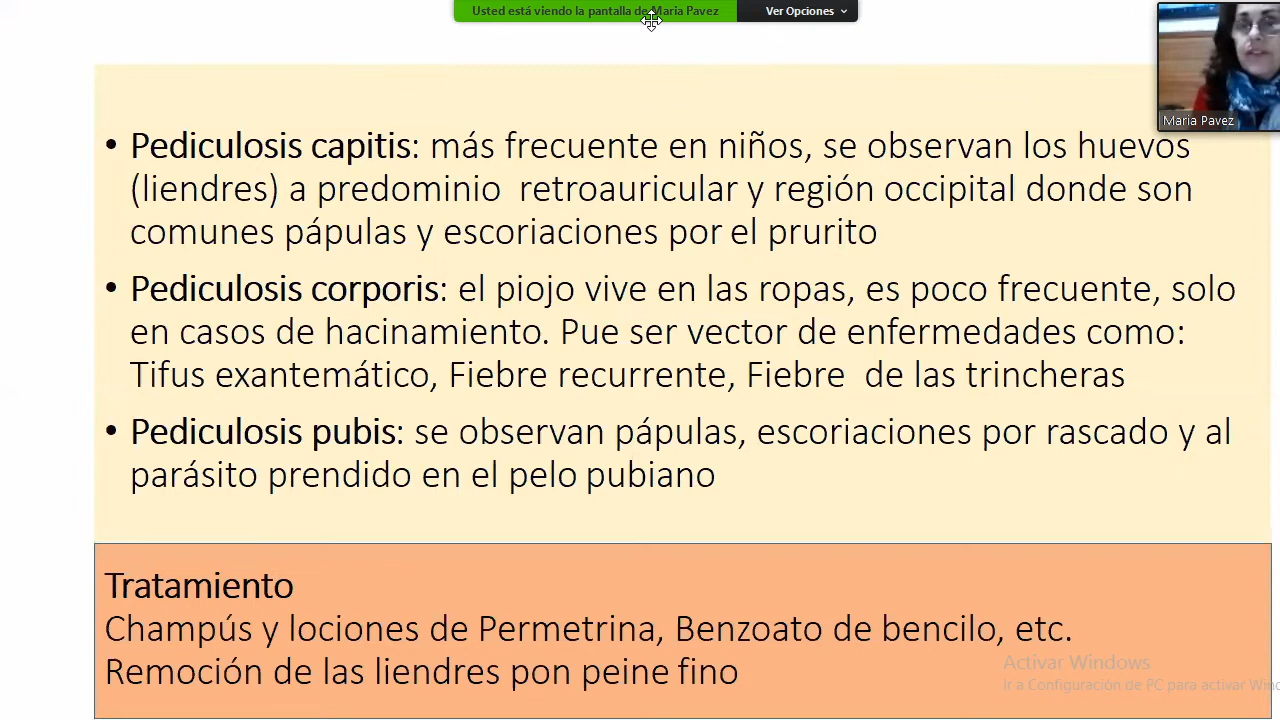 Usted está viendo la pantalla de Maria Pavez
Ver Opciones
Maria Pavez
• Pediculosis capitis: más frecuente en niños, se observan los huevos
(liendres) a predominio retroauricular y región occipital donde son
comunes pápulas y escoriaciones por el prurito
• Pediculosis corporis: el piojo vive en las ropas, es poco frecuente, solo
en casos de hacinamiento. Pue ser vector de enfermedades como:
Tifus exantemático, Fiebre recurrente, Fiebre de las trincheras
• Pediculosis pubis: se observan pápulas, escoriaciones por rascado y al
parásito prendido en el pelo pubiano
Tratamiento
Champús y lociones de Permetrina, Benzoato de bencilo, etc.
Remoción de las liendres pon peine fino
Activar Windows
Ir a Configuración de PC para activar Wind